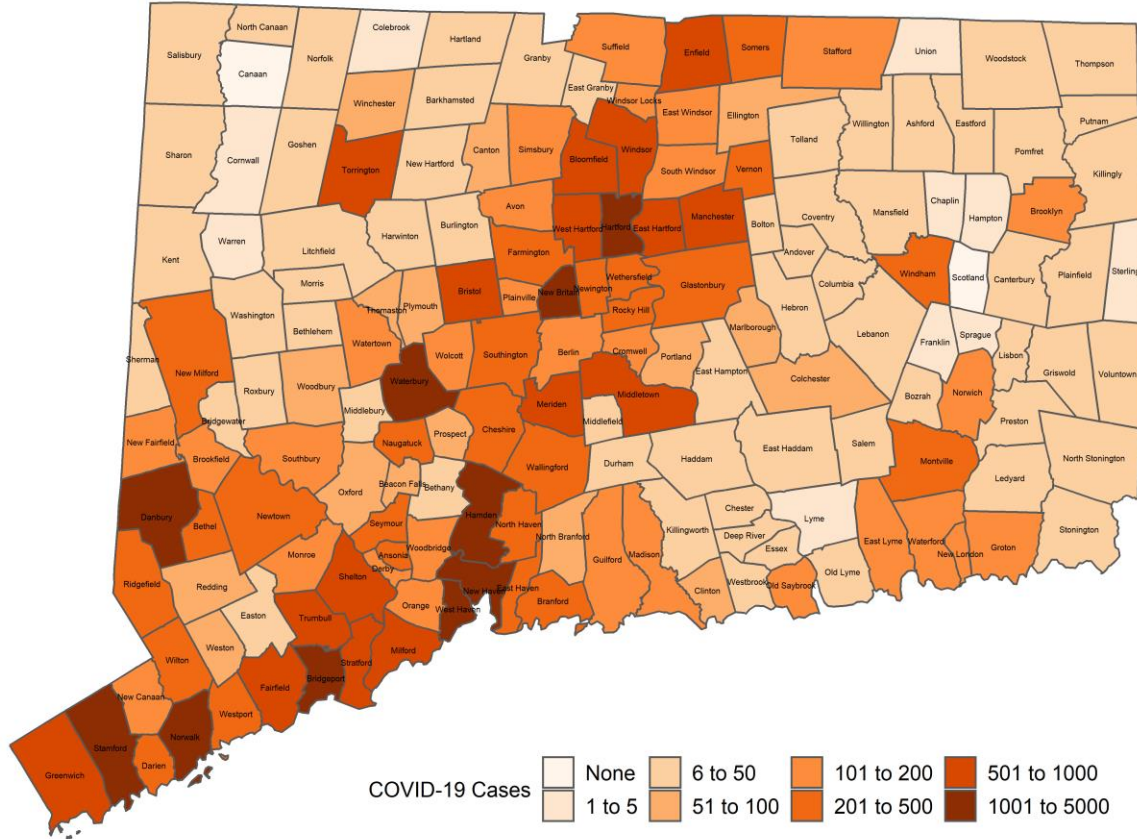 North Canaan
Colebrook
Hartland
Suffield
Enfield
Somers
Stafford
Union
Salisbury
Canaan
Norfolk
Granby
Woodstock
Thompson
East Granby
Windsor Locks
Winchester
Barkhamsted
East Windsor
Ellington
Putnam
Willington
Ashford
Eastford
Sharon
Cornwall
Goshen
Torrington
New Hartford
Canton
Simsbury
Bloomfield
Windsor
Tolland
Pomfret
South Windsor
Vernon
Killingly
Chaplin
Hampton
Brooklyn
Avon
Mansfield
Coventry
Bolton
West Hartford
Hartford
East Hartford
Manchester
Kent
Warren
Litchfield
Harwinton
Burlington
Farmington
Andover
Morris
Wethersfield
Windham
Scotland
Canterbury
Plainfield
Sterling
Columbia
Glastonbury
Newington
New Britain
Bristol
Plainville
Plymouth
Thomaston
Washington
Bethlehem
Rocky Hill
Hebron
Marlborough
Lebanon
Franklin
Sprague
Lisbon
Griswold
Voluntown
Sherman
New Milford
Watertown
Wolcott
Southington
Berlin
Cromwell
Portland
East Hampton
Colchester
Norwich
Bozrah
Preston
Roxbury
Woodbury
Waterbury
Meriden
Middletown
Middlefield
Bridgewater
Middlebury
Naugatuck
Prospect
Cheshire
New Fairfield
Brookfield
Southbury
Wallingford
Durham
Haddam
East Haddam
Salem
Montville
Ledyard
North Stonington
Oxford
Beacon Falls
Bethany
Danbury
Bethel
Newtown
Seymour
Hamden
North Haven
Woodbridge
Ansonia
Derby
Monroe
North Branford
Guilford
Madison
Killingworth
Chester
Deep River
Essex
Lyme
East Lyme
Waterford
New London
Groton
Stonington
Ridgefield
Redding
Shelton
Orange
New Haven
West Haven
East Haven
Branford
Clinton
Westbrook
Old Saybrook
Old Lyme
Easton
Trumbull
Weston
Wilton
Milford
Stratford
Bridgeport
Fairfield
New Canaan
Westport
Norwalk
Stamford
Darien
Greenwich
COVID-19 Cases
None
6 to 50
101 to 200
501 to 1000
1 to 5
51 to 100
201 to 500
1001 to 5000